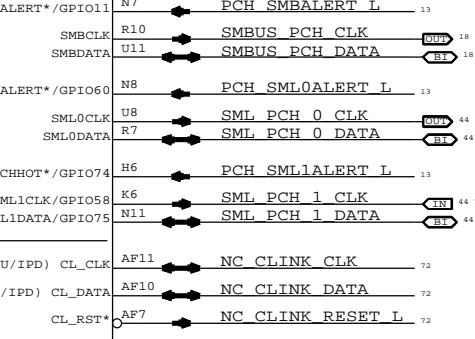 ALERT*/GPIO11 N7 PCH_SMBALERT_L 13
SMBCLK R10 SMBUS_PCH_CLK OUT 18
SMBDATA U11 SMBUS_PCH_DATA BI 18
ALERT*/GPIO60 N8 PCH_SML0ALERT_L 13
SML0CLK U8 SML_PCH_0_CLK OUT 44
SML0DATA R7 SML_PCH_0_DATA BI 44
CHHOT*/GPIO74 H6 PCH_SML1ALERT_L 13
ML1CLK/GPIO58 K6 SML_PCH_1_CLK IN 44
L1DATA/GPIO75 N11 SML_PCH_1_DATA BI 44
U/IPD) CL_CLK AF11 NC_CLINK_CLK 72
/IPD) CL_DATA AF10 NC_CLINK_DATA 72
CL_RST* AF7 NC_CLINK_RESET_L 72